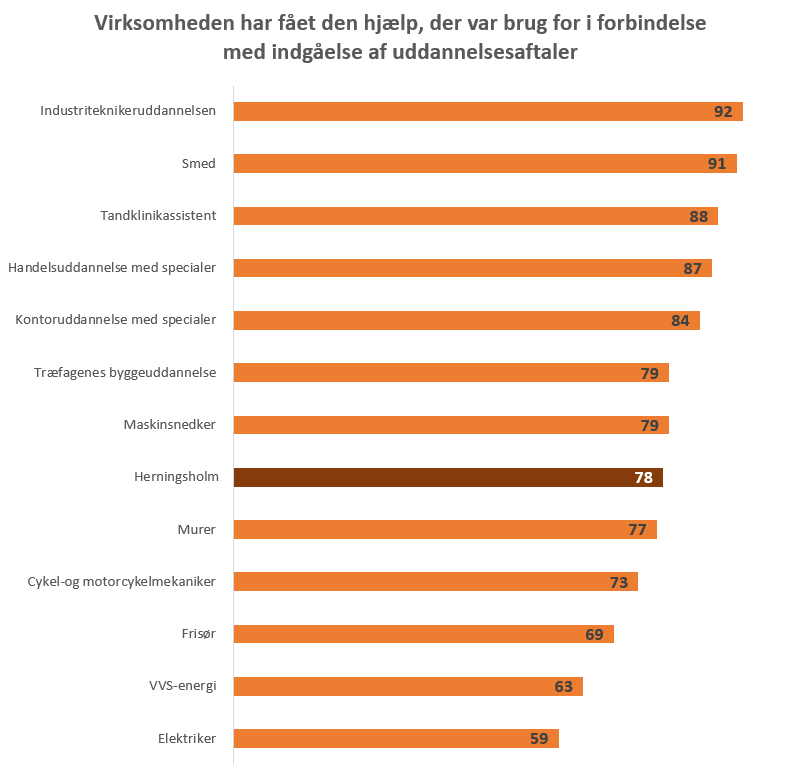 Virksomheden har fået den hjælp, der var brug for i forbindelse
med indgåelse af uddannelsesaftaler
Industriteknikeruddannelsen 92
Smed 91
Tandklinikassistent 88
Handelsuddannelse med specialer 87
Kontoruddannelse med specialer 84
Træfagenes byggeuddannelse 79
Maskinsnedker 79
Herningsholm 78
Murer 77
Cykel-og motorcykelmekaniker 73
Frisør 69
VVS-energi 63
Elektriker 59